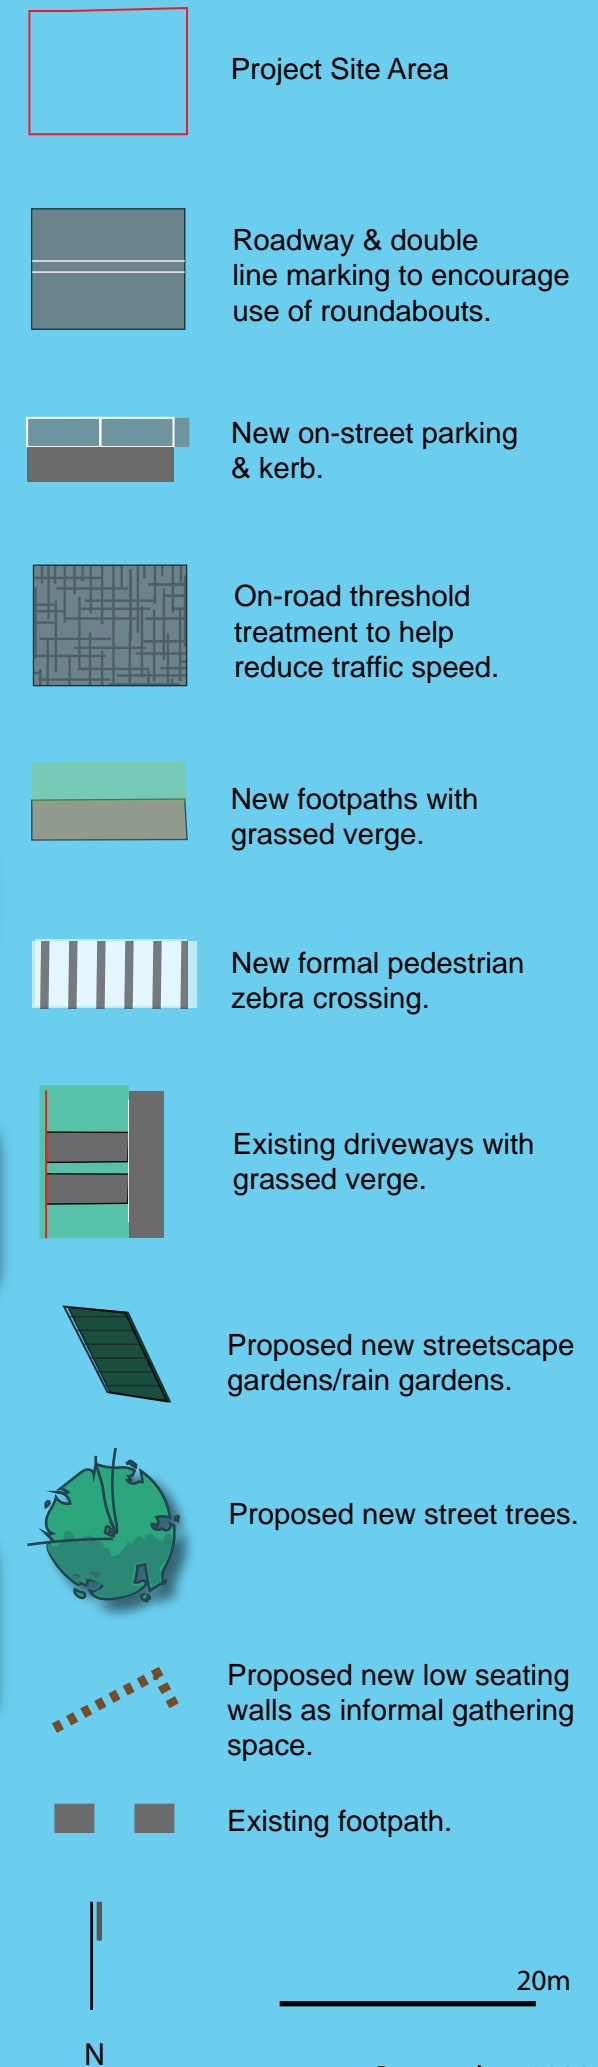 Project Site Area
Roadway & double
line marking to encourage
use of roundabouts.
New on-street parking
& kerb.
On-road threshold
treatment to help
reduce traffic speed.
New footpaths with
grassed verge.
New formal pedestrian
zebra crossing.
Existing driveways with
grassed verge.
Proposed new streetscape
gardens/rain gardens.
Proposed new street trees.
Proposed new low seating
walls as informal gathering
space.
Existing footpath.
20m
N